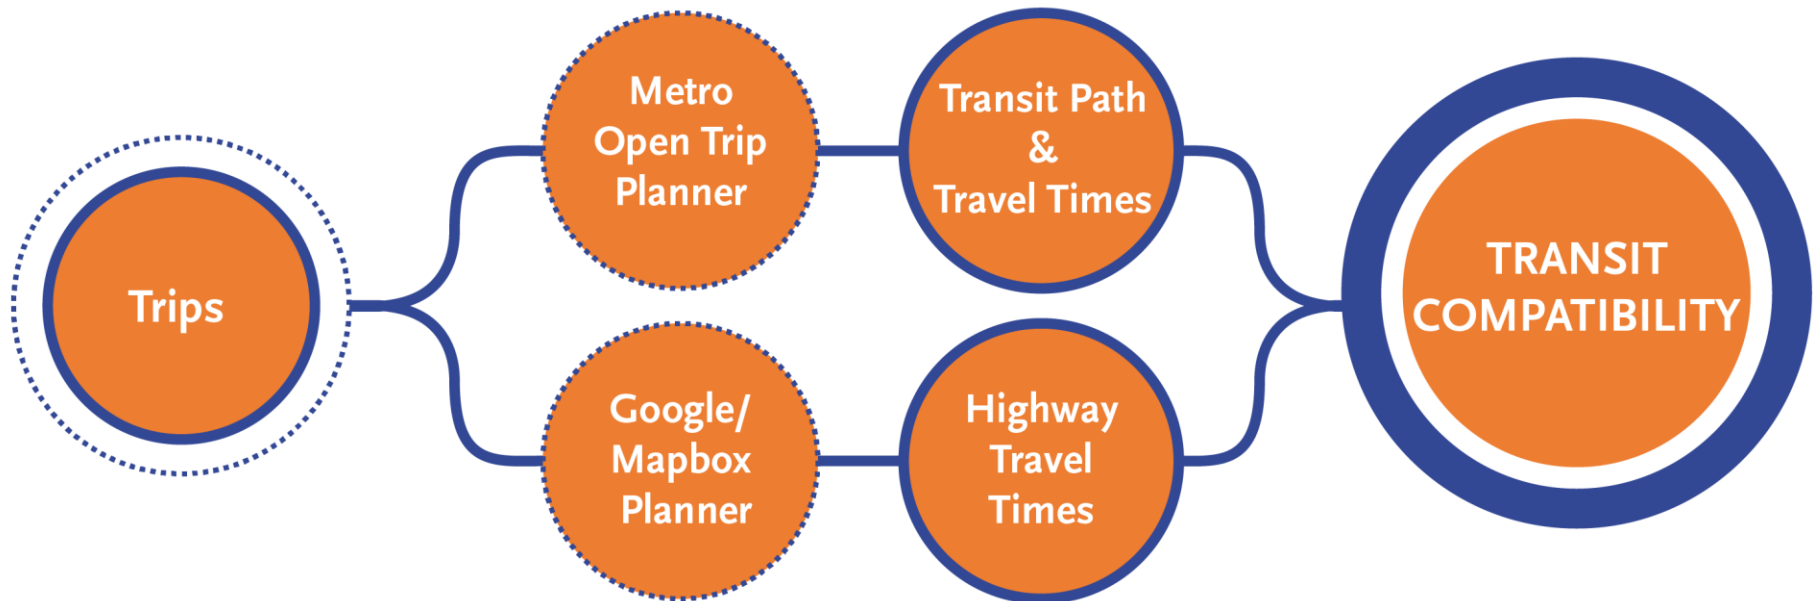 Trips
Metro
Open Trip
Planner
Transit Path
&
Travel Times
Google/
Mapbox
Planner
Highway
Travel
Times
TRANSIT
COMPATIBILITY